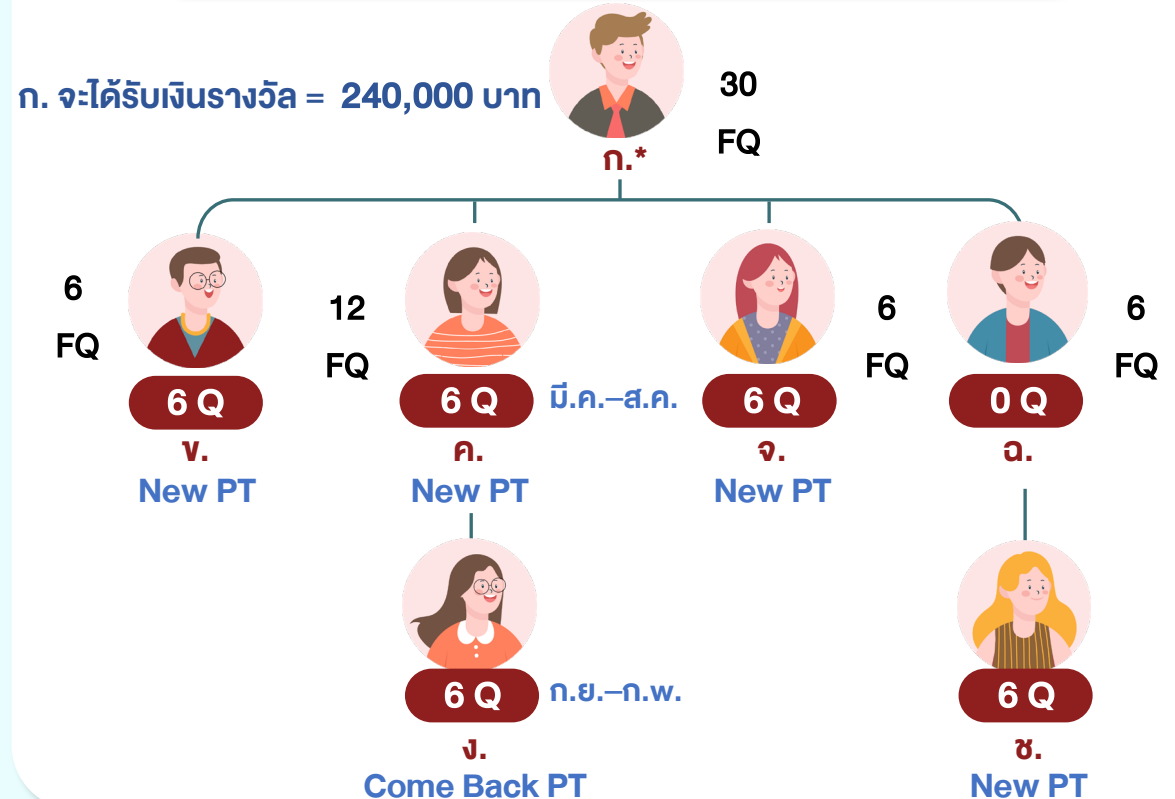 ก. จะได้รับเงินรางวัล = 240,000 บาท
30
FQ
ก.*
6
FQ
12
FQ
6
FQ
6
FQ
6 Q
6 Q
มี.ค.–ส.ค.
6 Q
0 Q
ข.
ค.
จ.
ฉ.
New PT
New PT
New PT
6 Q
ก.ย.–ก.พ.
6 Q
ง.
ช.
Come Back PT
New PT